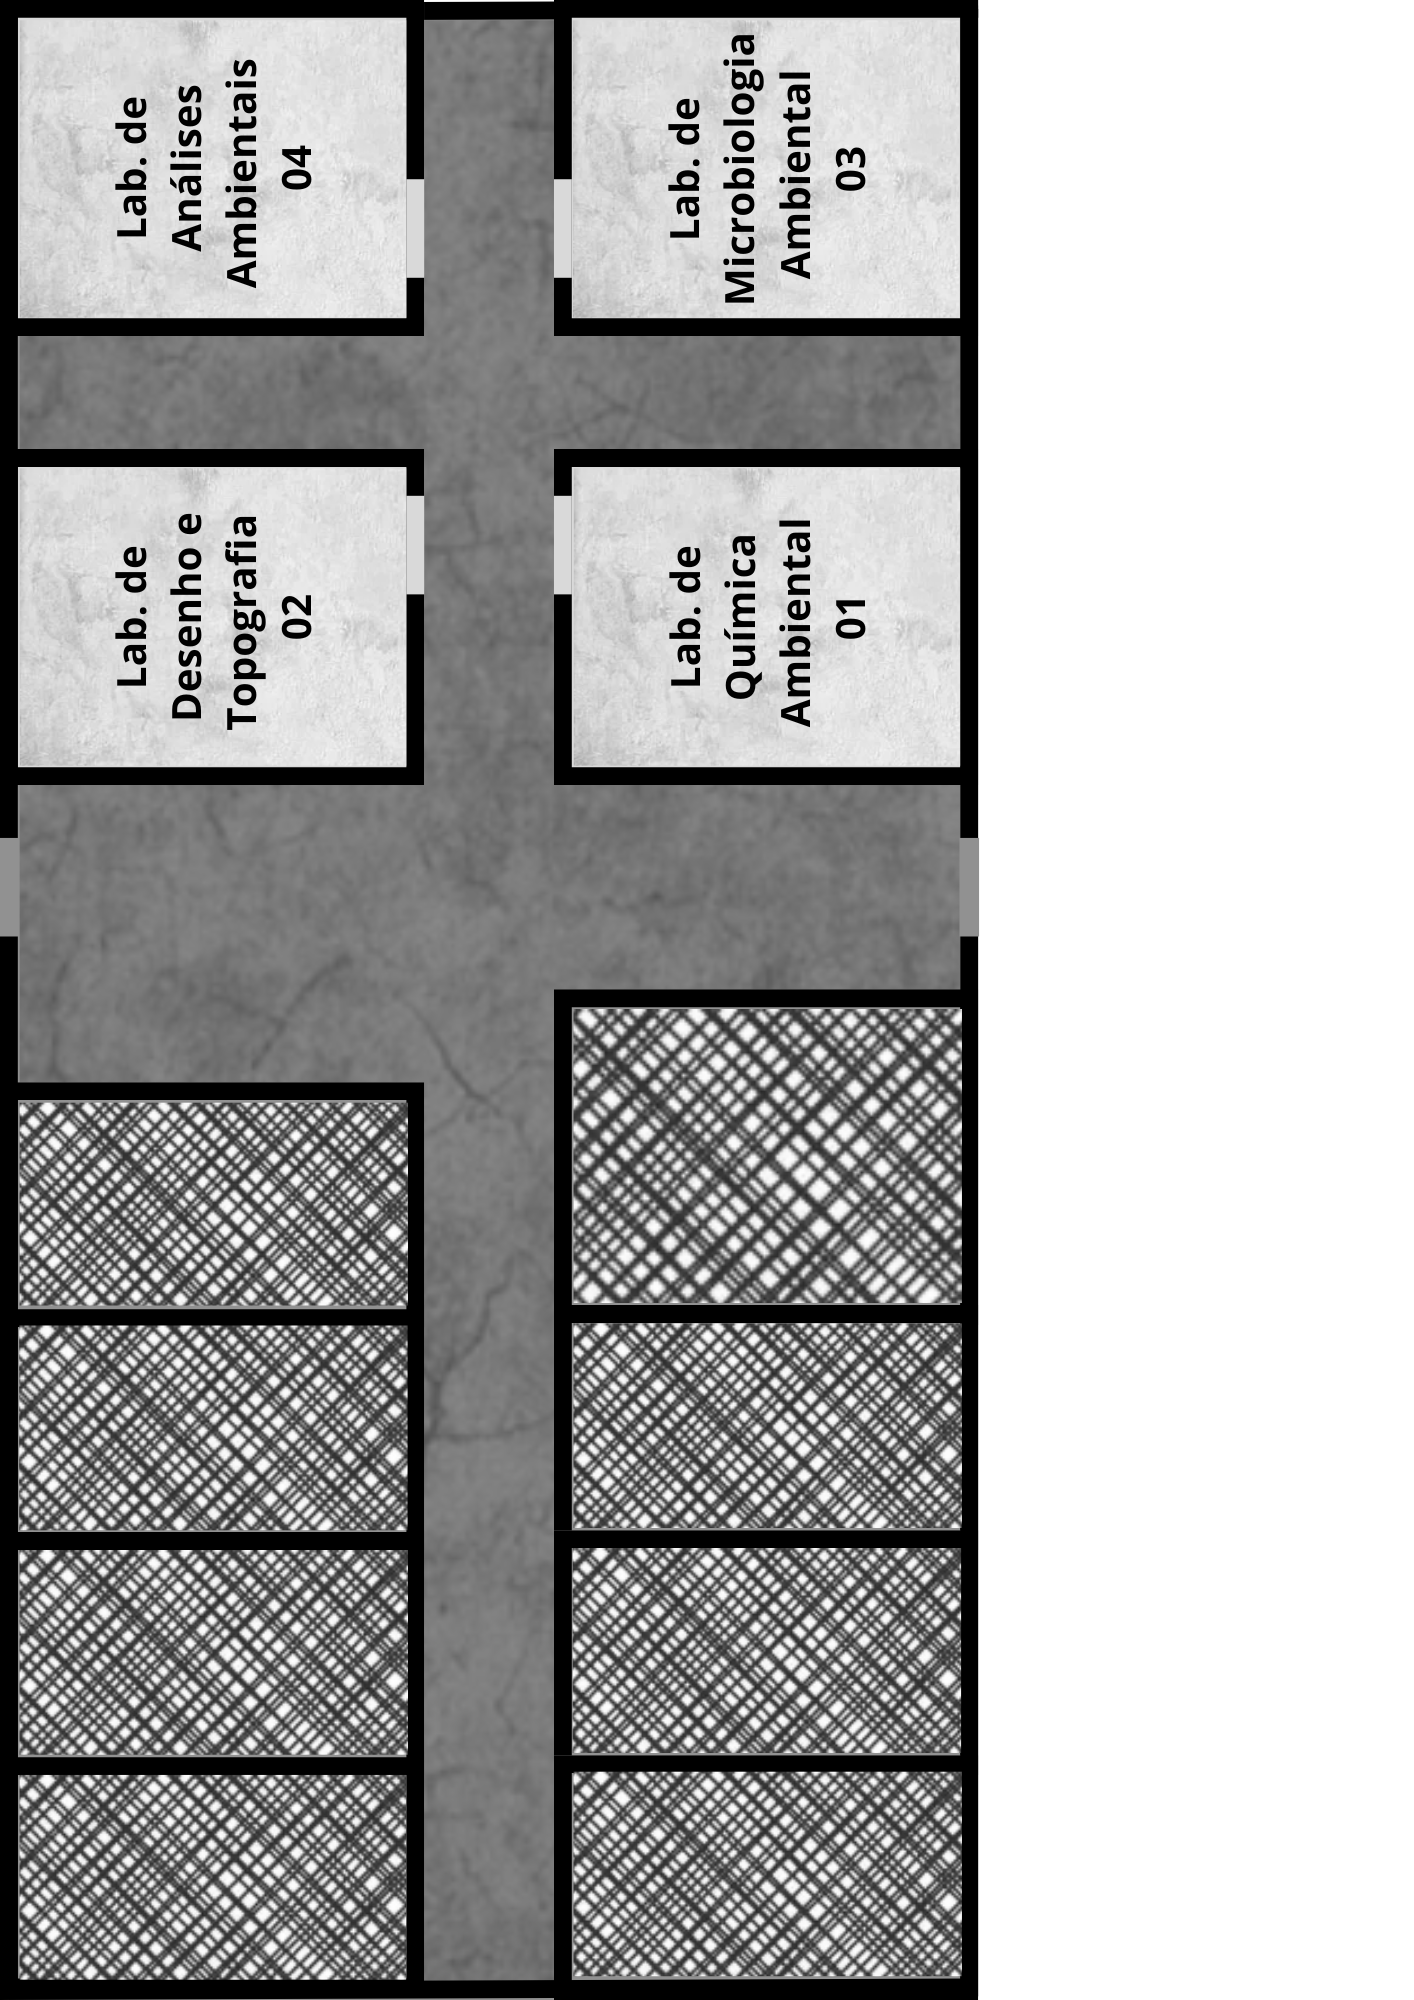 Lab. de
Análises
Ambientais
04
Lab. de
Microbiologia
Ambiental
03
Lab. de
Desenho e
Topografia
02
Lab. de
Química
Ambiental
01